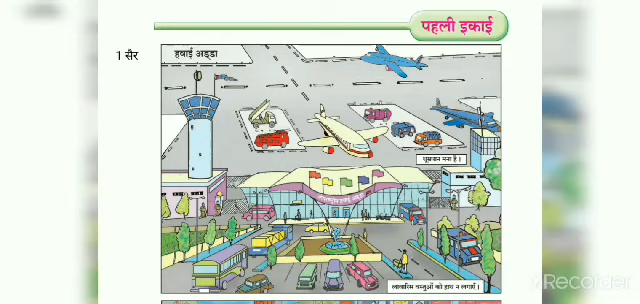 पहली इकाई
1 सैर
हवाई अड्डा
धूम्रपान मना है ।
लावारिस वस्तुओं को हाथ न लगाएँ ।
Recorder